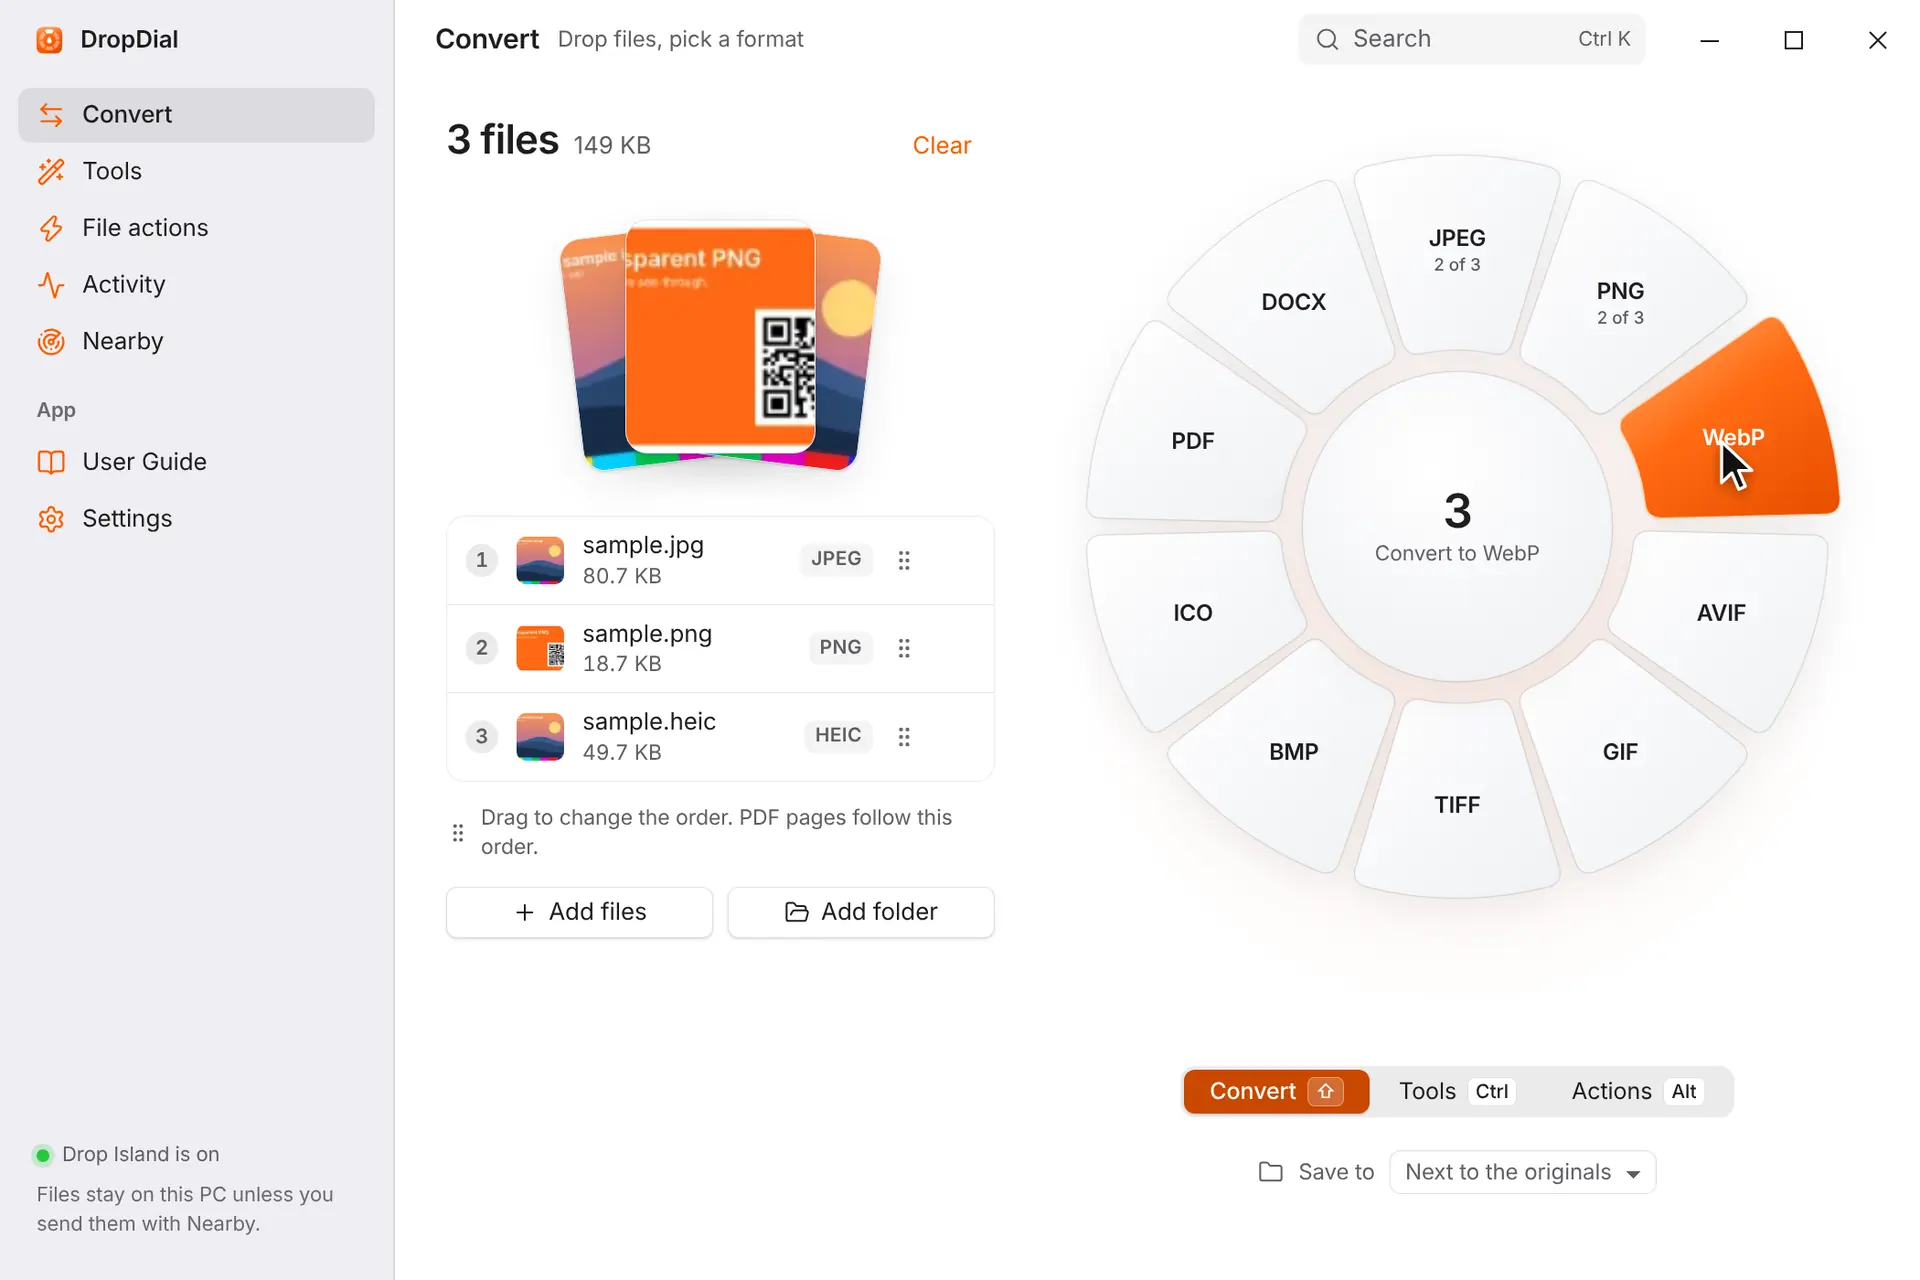 DropDial
Convert
Tools
File actions
Activity
Nearby
App
User Guide
Settings
Drop Island is on
Files stay on this PC unless you
send them with Nearby.
Convert Drop files, pick a format
Search Ctrl K
3 files 149 KB
Clear
sample
sparent PNG
see-through.
1 sample.jpg JPEG
80.7 KB
2 sample.png PNG
18.7 KB
3 sample.heic HEIC
49.7 KB
Drag to change the order. PDF pages follow this
order.
Add files
Add folder
JPEG
2 of 3
PNG
2 of 3
WebP
AVIF
GIF
TIFF
BMP
ICO
PDF
DOCX
3
Convert to WebP
Convert
Tools Ctrl
Actions Alt
Save to Next to the originals